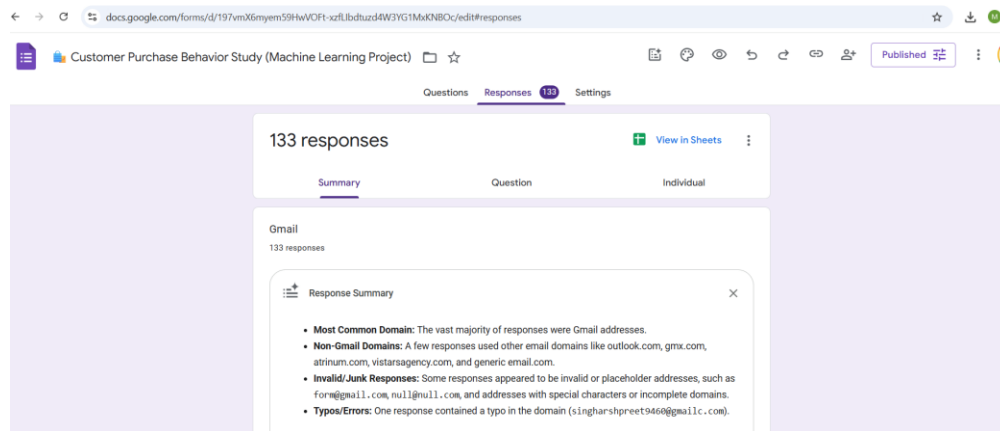 docs.google.com/forms/d/197vmX6myem59HwVOFt-xzfLIbdtuzd4W3YG1MxKNBOc/edit#responses
M
Customer Purchase Behavior Study (Machine Learning Project)
Published
Questions
Responses 133
Settings
133 responses
View in Sheets
Summary
Question
Individual
Gmail
133 responses
Response Summary
• Most Common Domain: The vast majority of responses were Gmail addresses.
• Non-Gmail Domains: A few responses used other email domains like outlook.com, gmx.com,
atrinum.com, vistarsagency.com, and generic email.com.
• Invalid/Junk Responses: Some responses appeared to be invalid or placeholder addresses, such as
form@gmail.com, null@null.com, and addresses with special characters or incomplete domains.
• Typos/Errors: One response contained a typo in the domain (singharshpreet9460@gmailc.com).